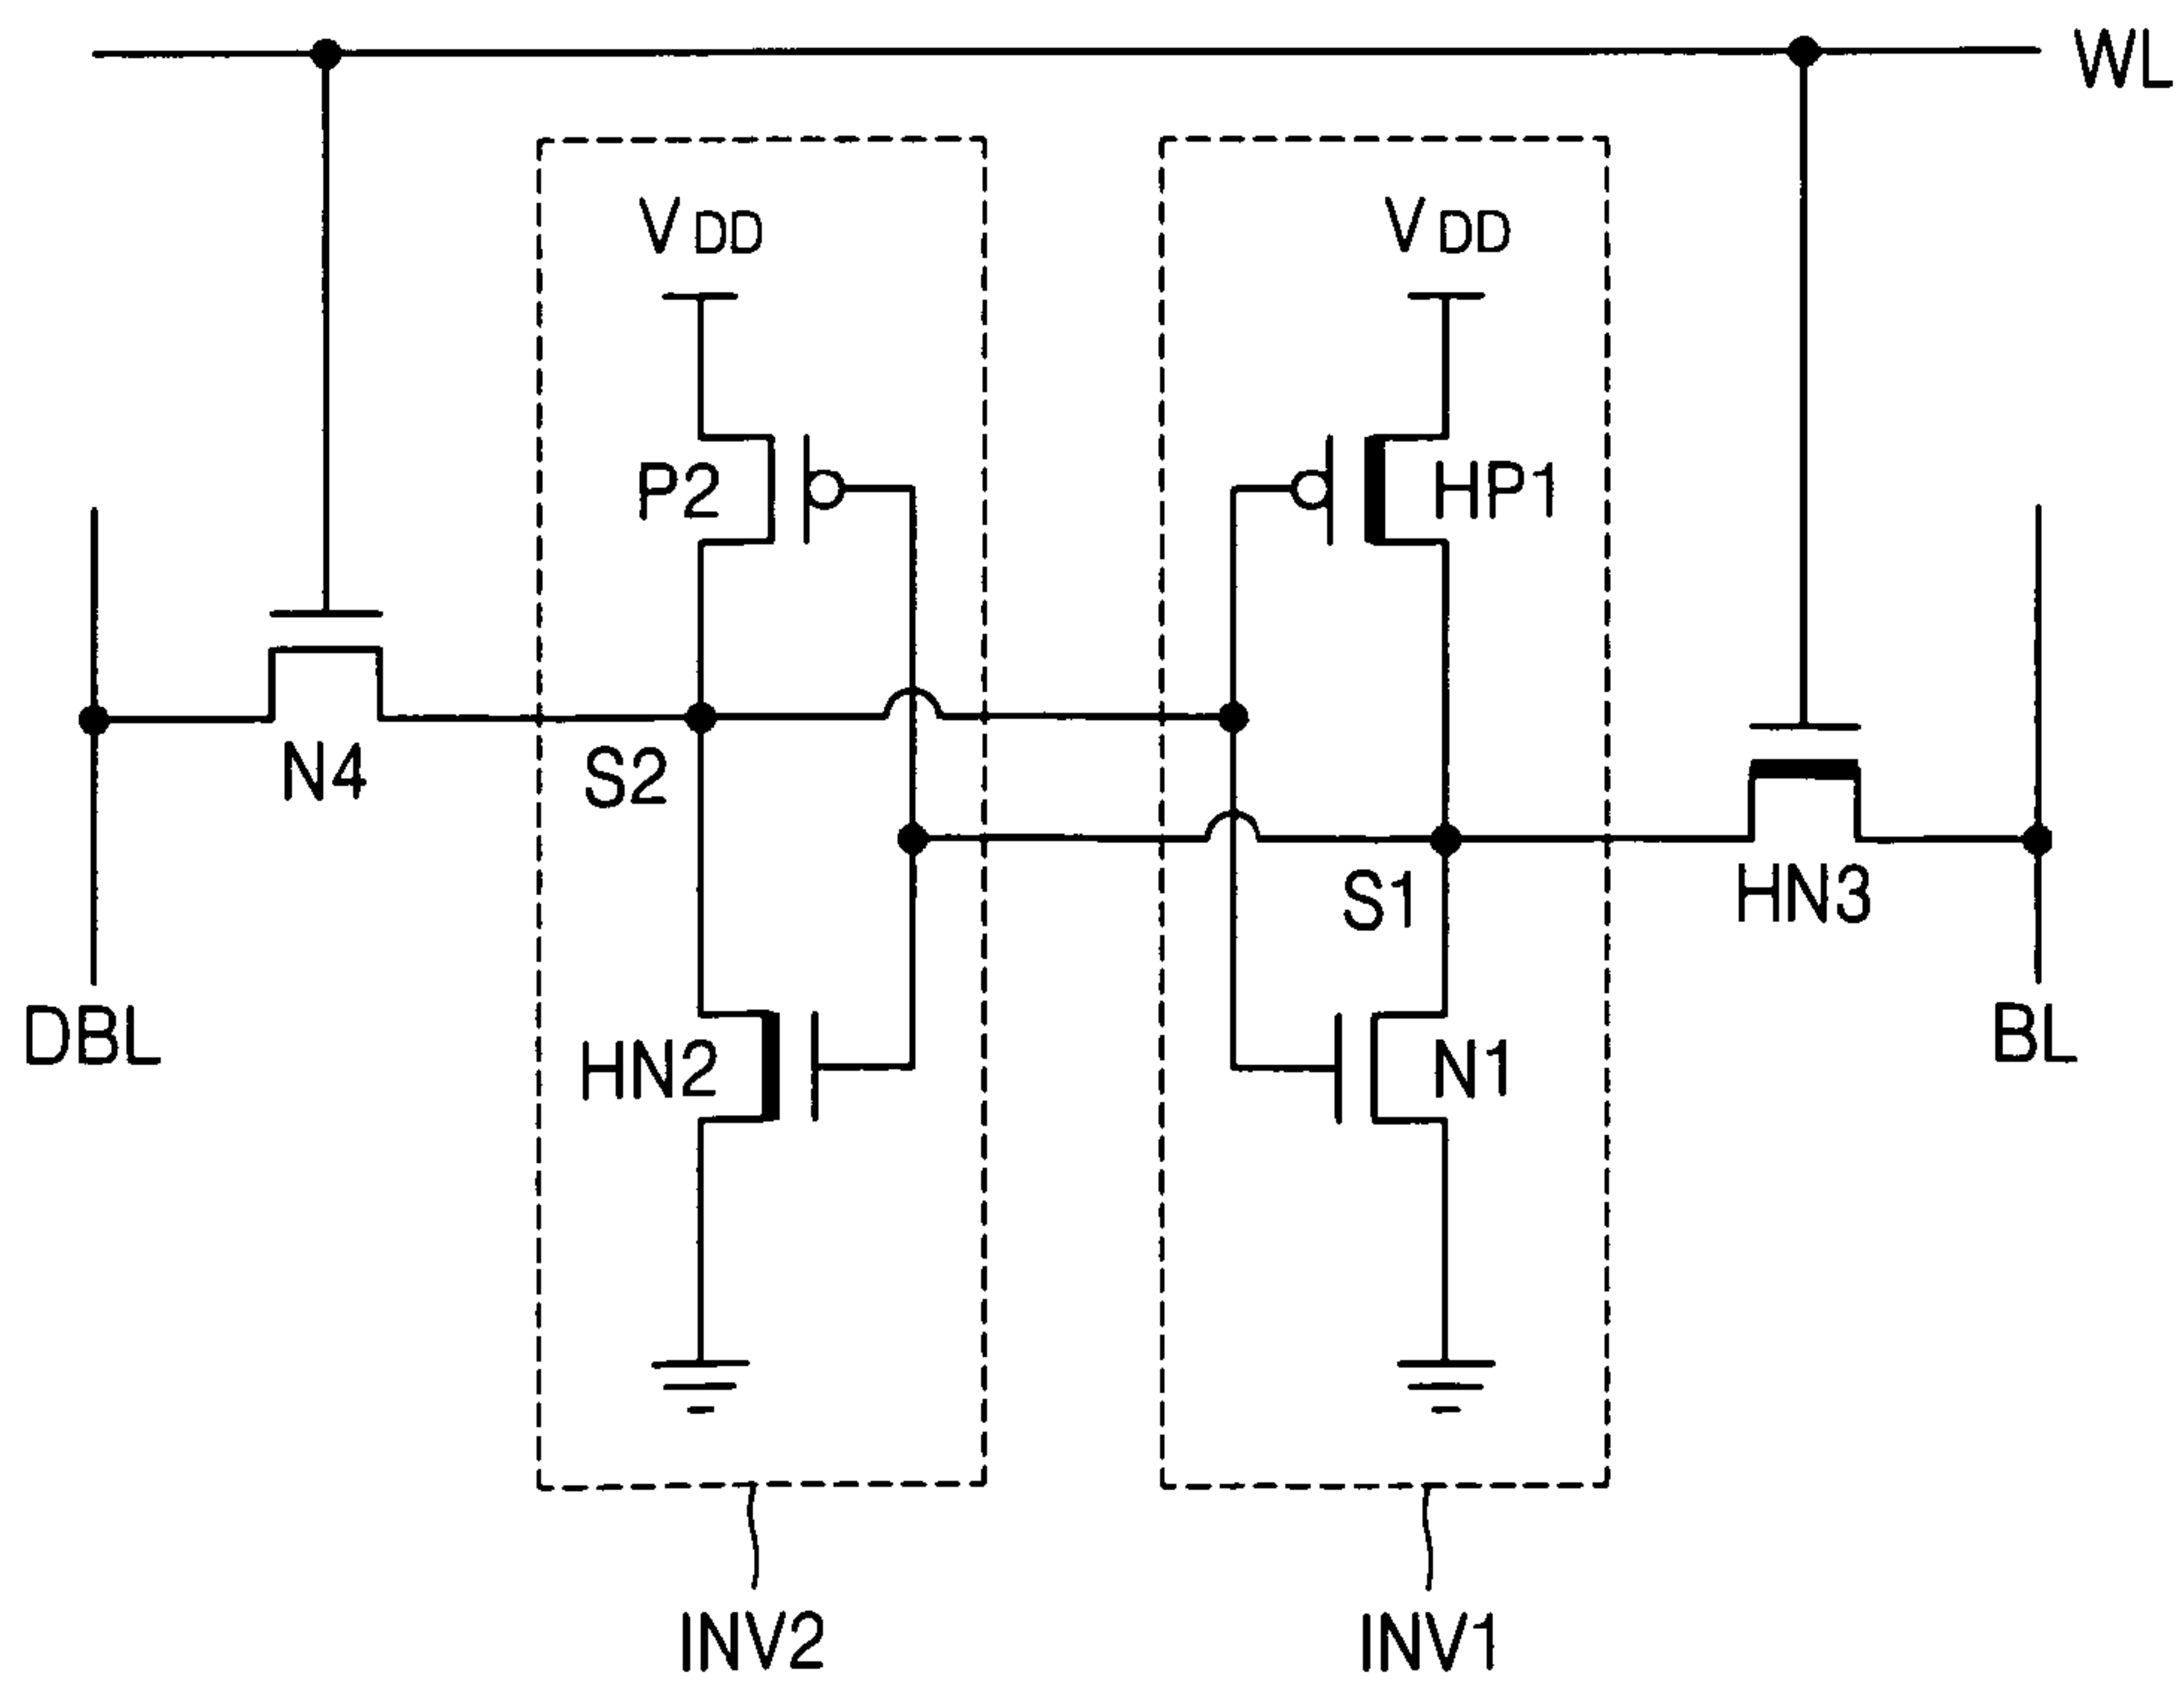 WL
VDD
VDD
P2
HP1
N4
S2
S1
HN3
DBL
HN2
N1
BL
INV2
INV1